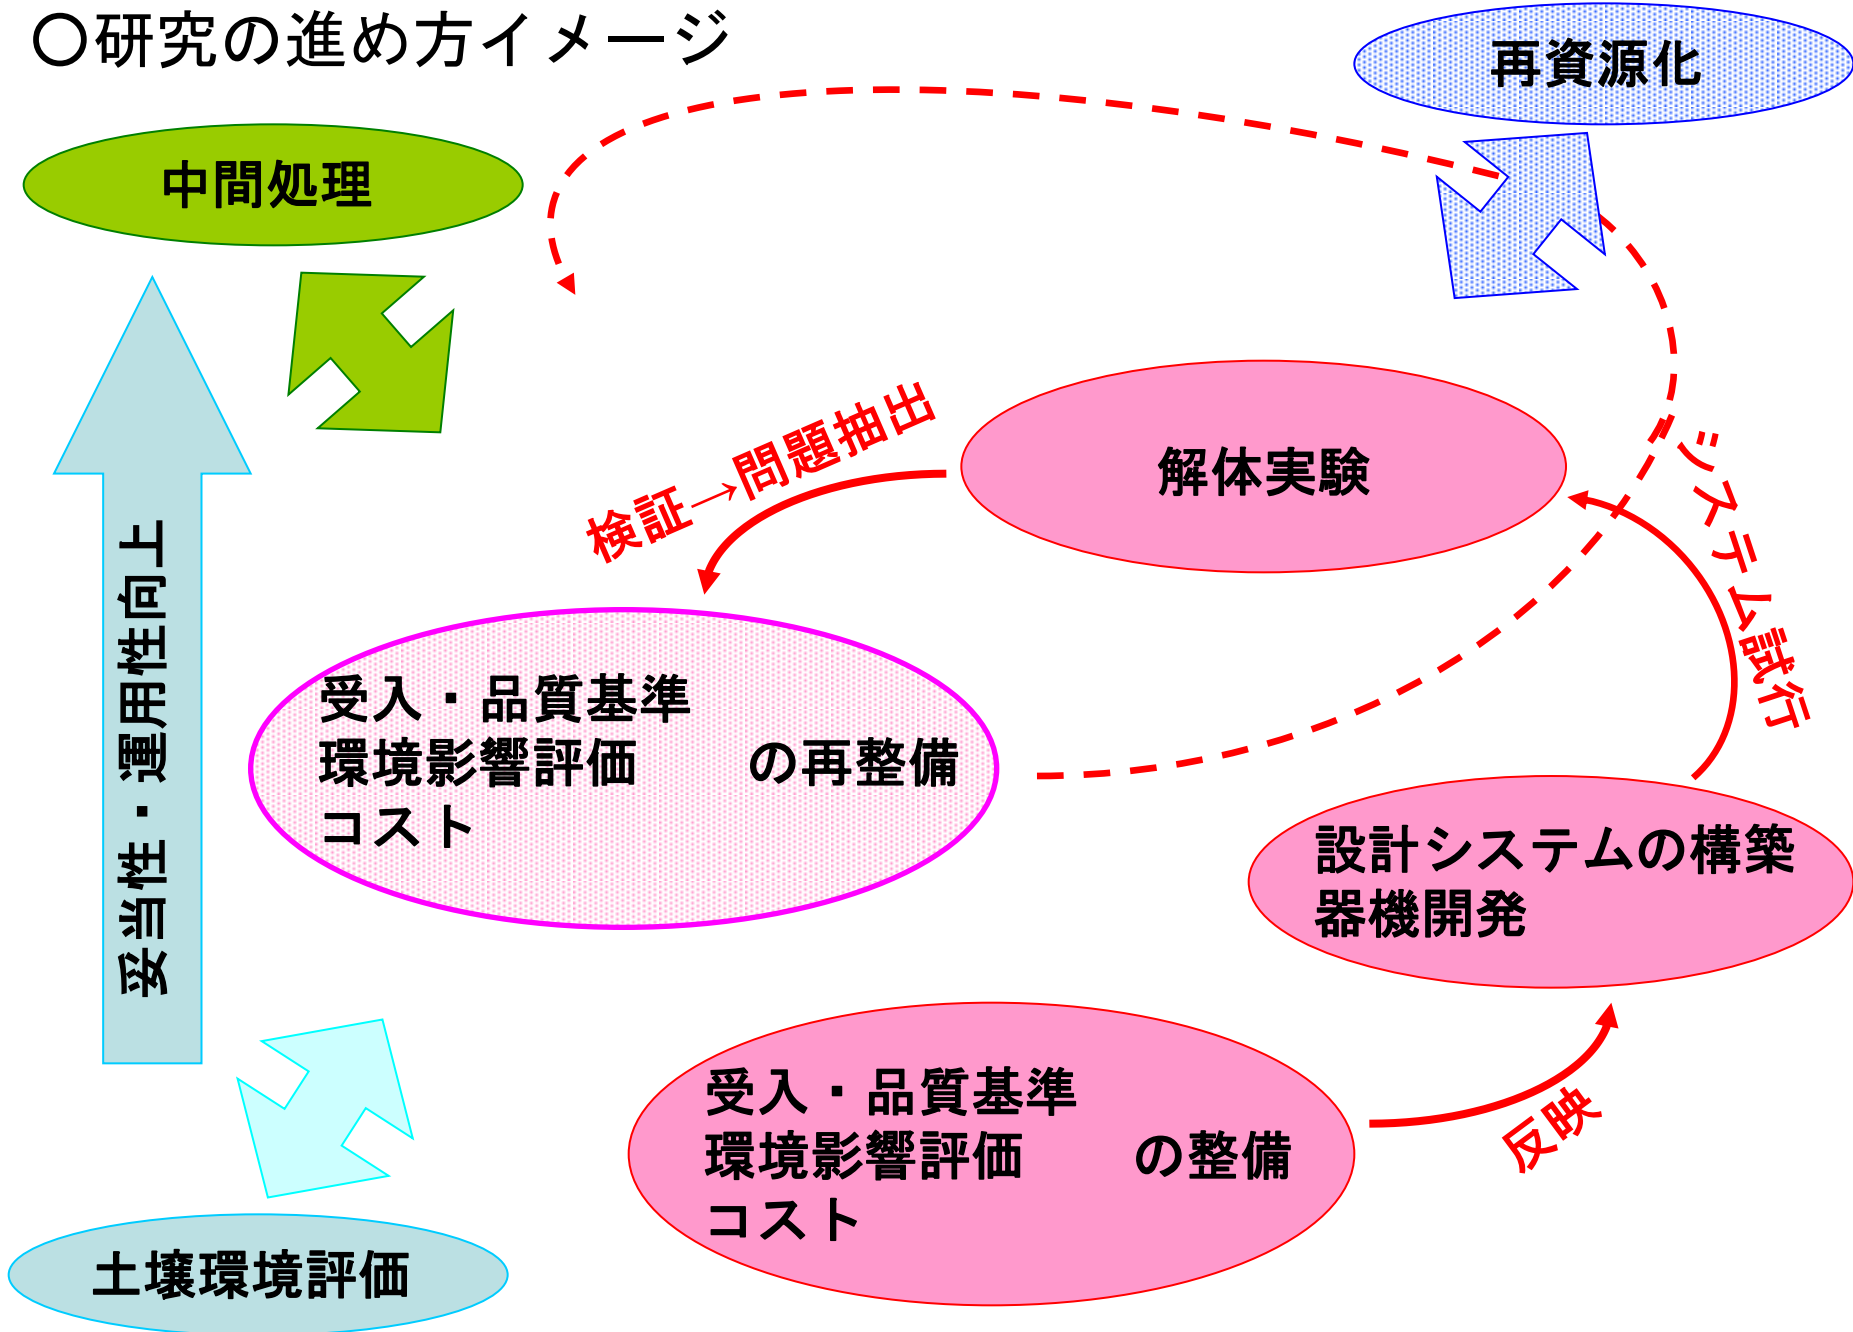 〇研究の進め方イメージ
再資源化
中間処理
検証→問題抽出
解体実験
システム試行
妥当性・運用性向上
受入・品質基準
環境影響評価　の再整備
コスト
設計システムの構築
器機開発
受入・品質基準
環境影響評価　の整備
コスト
反映
土壌環境評価